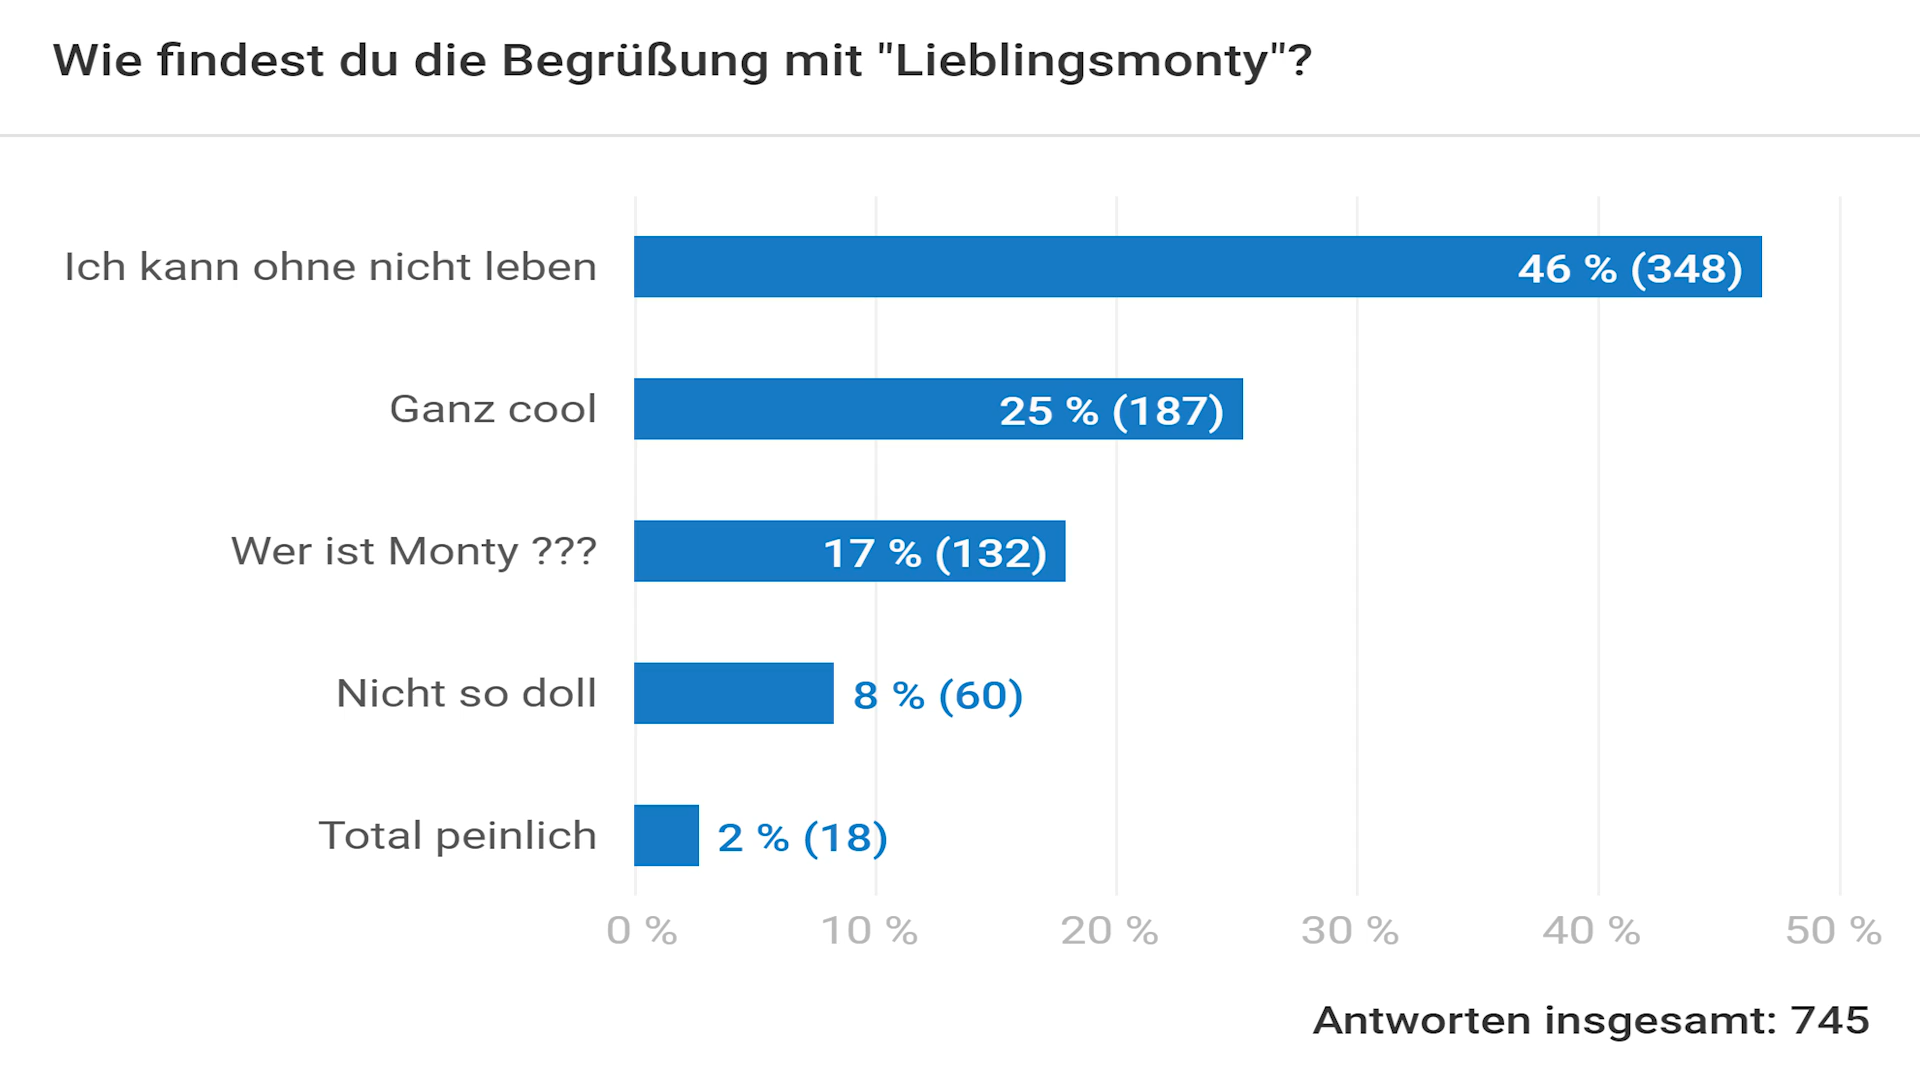 Wie findest du die Begrüßung mit "Lieblingsmonty"?
Ich kann ohne nicht leben 46 % (348)
Ganz cool 25 % (187)
Wer ist Monty ??? 17 % (132)
Nicht so doll 8 % (60)
Total peinlich 2 % (18)
0 % 10 % 20 % 30 % 40 % 50 %
Antworten insgesamt: 745